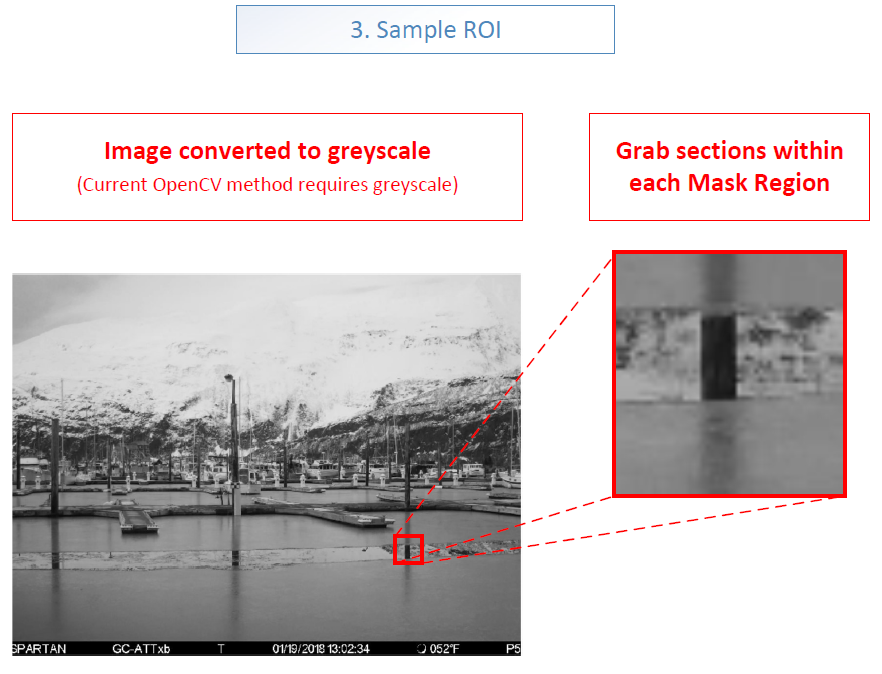 3. Sample ROI
Image converted to greyscale
(Current OpenCV method requires greyscale)
Grab sections within
each Mask Region
SPARTAN GC-ATTxb T 01/19/2018 13:02:34 052°F P5